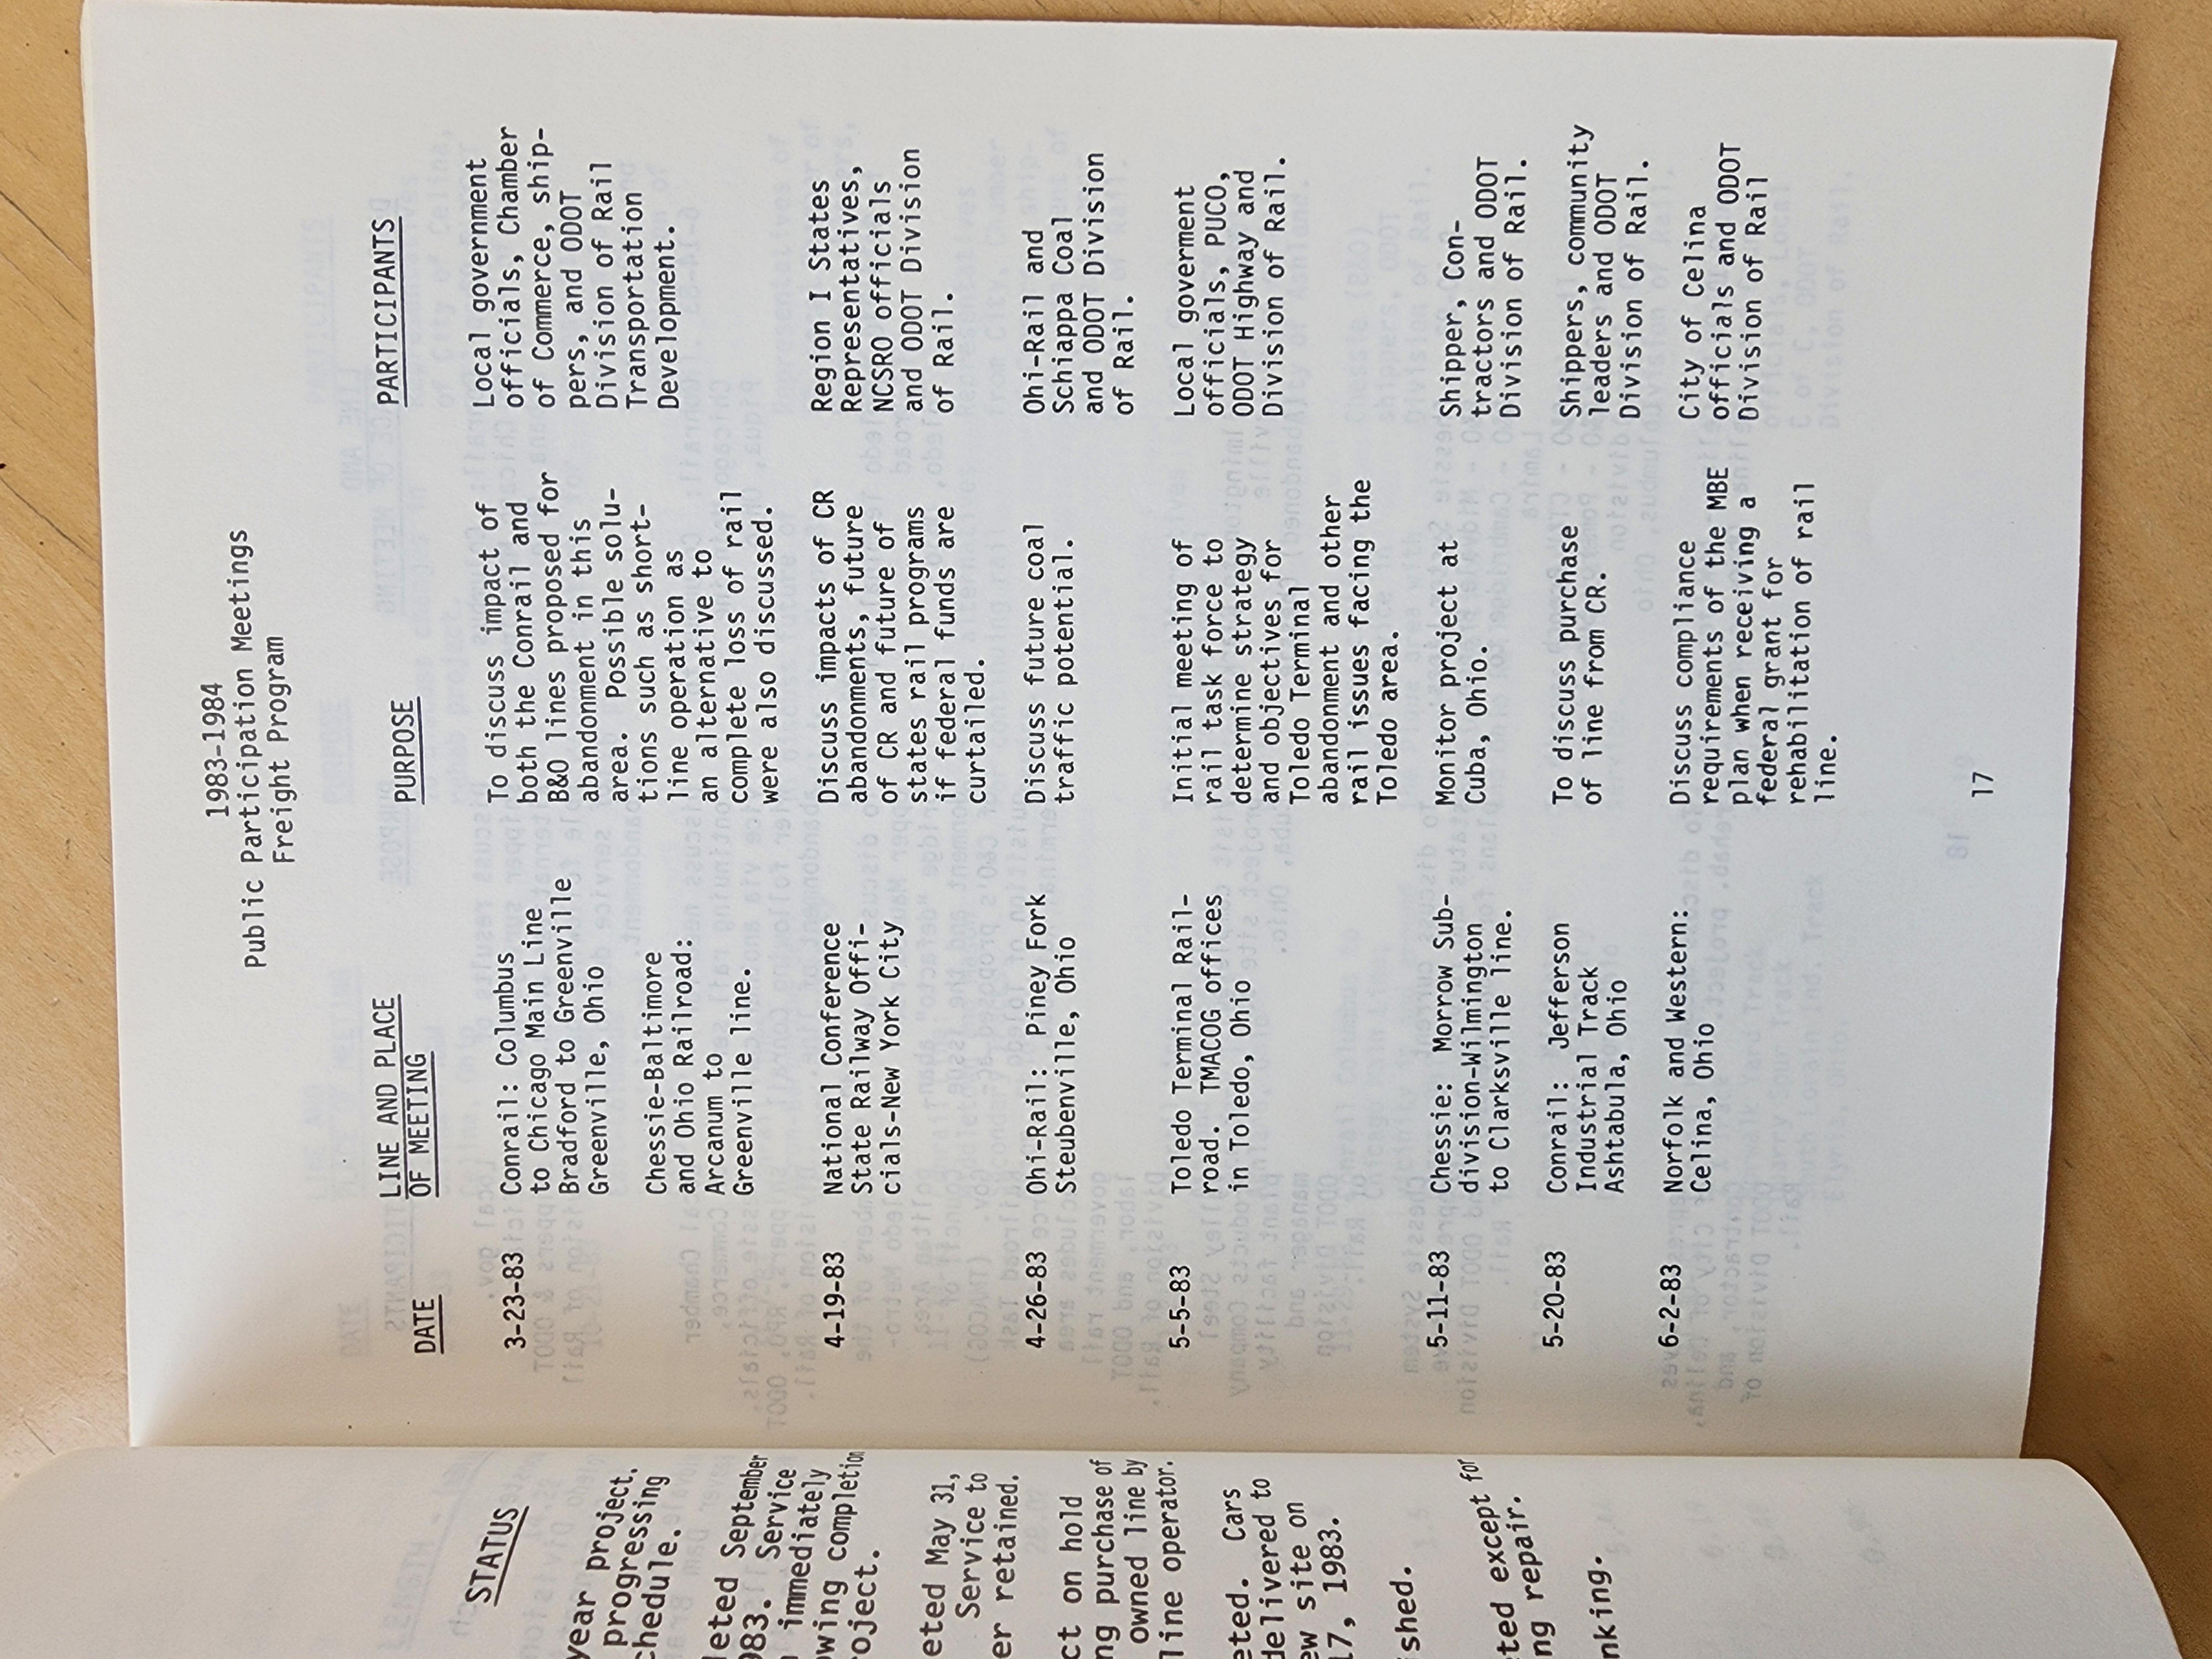 1983-1984
Public Participation Meetings
Freight Program
DATE
LINE AND PLACE
OF MEETING
PURPOSE
PARTICIPANTS
3-23-83
Conrail: Columbus
to Chicago Main Line
Bradford to Greenville
Greenville, Ohio
Chessie-Baltimore
and Ohio Railroad:
Arcanum to
Greenville line.
To discuss impact of
both the Conrail and
B&O lines proposed for
abandonment in this
area. Possible solu-
tions such as short-
line operation as
an alternative to
complete loss of rail
were also discussed.
Local government
officials, Chamber
of Commerce, ship-
pers, and ODOT
Division of Rail
Transportation
Development.
4-19-83
National Conference
State Railway Offi-
cials-New York City
Discuss impacts of CR
abandonments, future
of CR and future of
states rail programs
if federal funds are
curtailed.
Region I States
Representatives,
NCSRO officials
and ODOT Division
of Rail.
4-26-83
Ohi-Rail: Piney Fork
Steubenville, Ohio
Discuss future coal
traffic potential.
Ohi-Rail and
Schiappa Coal
and ODOT Division
of Rail.
5-5-83
Toledo Terminal Rail-
road. TMACOG offices
in Toledo, Ohio
Initial meeting of
rail task force to
determine strategy
and objectives for
Toledo Terminal
abandonment and other
rail issues facing the
Toledo area.
Local goverment
officials, PUCO,
ODOT Highway and
Division of Rail.
5-11-83
Chessie: Morrow Sub-
division-Wilmington
to Clarksville line.
Monitor project at
Cuba, Ohio.
Shipper, Con-
tractors and ODOT
Division of Rail.
5-20-83
Conrail: Jefferson
Industrial Track
Ashtabula, Ohio
To discuss purchase
of line from CR.
Shippers, community
leaders and ODOT
Division of Rail.
6-2-83
Norfolk and Western:
Celina, Ohio
Discuss compliance
requirements of the MBE
plan when receiving a
federal grant for
rehabilitation of rail
line.
City of Celina
officials and ODOT
Division of Rail
17
STATUS
year project.
progressing
schedule.
September
Service
immediately
completion
May 31,
Service to
retained.
on hold
purchase of
owned line by
line operator.
Cars
delivered to
site on
17, 1983.
except for
repair.